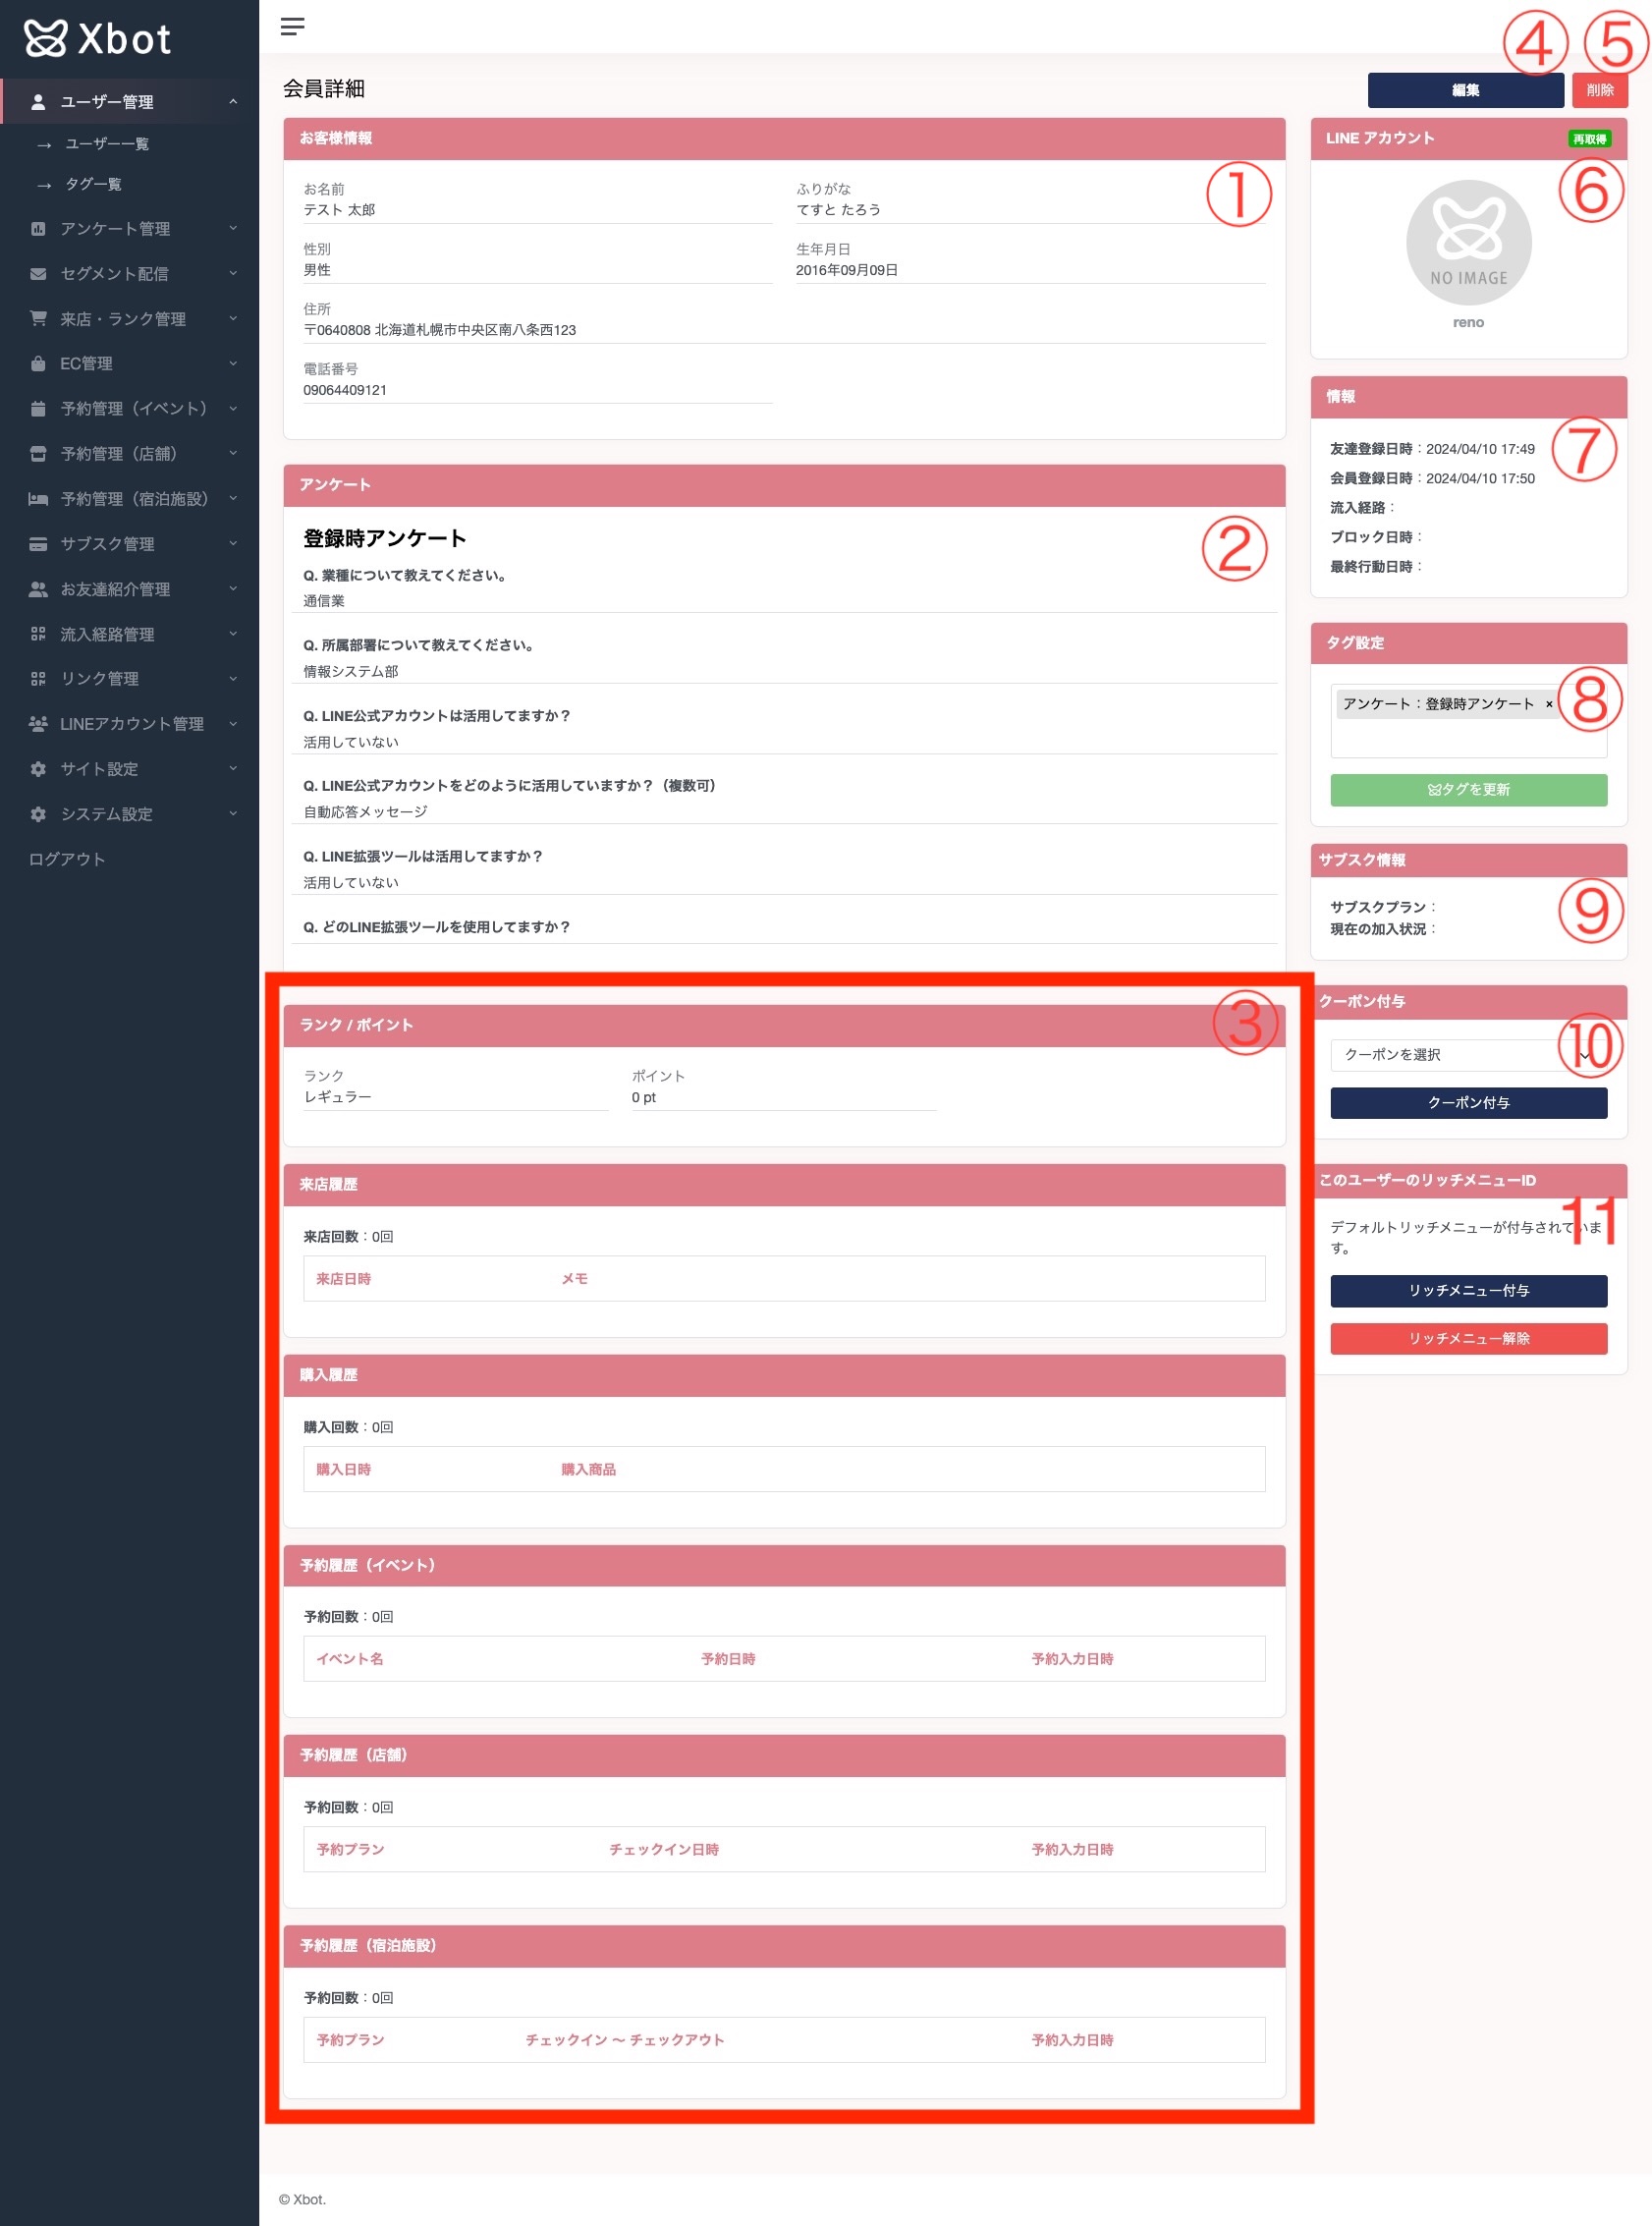 Xbot
ユーザー管理
→ ユーザー一覧
→ タグ一覧
アンケート管理
セグメント配信
来店・ランク管理
EC管理
予約管理（イベント）
予約管理（店舗）
予約管理（宿泊施設）
サブスク管理
お友達紹介管理
流入経路管理
リンク管理
LINEアカウント管理
サイト設定
システム設定
ログアウト
会員詳細
④ ⑤
編集 削除
お客様情報
①
お名前 ふりがな
テスト 太郎 てすと たろう
性別 生年月日
男性 2016年09月09日
住所
〒0640808 北海道札幌市中央区南八条西123
電話番号
09064409121
アンケート
登録時アンケート
②
Q. 業種について教えてください。
通信業
Q. 所属部署について教えてください。
情報システム部
Q. LINE公式アカウントは活用してますか？
活用していない
Q. LINE公式アカウントをどのように活用していますか？（複数可）
自動応答メッセージ
Q. LINE拡張ツールは活用してますか？
活用していない
Q. どのLINE拡張ツールを使用してますか？
ランク / ポイント
③
ランク ポイント
レギュラー 0 pt
来店履歴
来店回数：0回
来店日時 メモ
購入履歴
購入回数：0回
購入日時 購入商品
予約履歴（イベント）
予約回数：0回
イベント名 予約日時 予約入力日時
予約履歴（店舗）
予約回数：0回
予約プラン チェックイン日時 予約入力日時
予約履歴（宿泊施設）
予約回数：0回
予約プラン チェックイン 〜 チェックアウト 予約入力日時
LINE アカウント 再取得
⑥
NO IMAGE
reno
情報
⑦
友達登録日時：2024/04/10 17:49
会員登録日時：2024/04/10 17:50
流入経路：
ブロック日時：
最終行動日時：
タグ設定
⑧
アンケート：登録時アンケート ×
タグを更新
サブスク情報
⑨
サブスクプラン：
現在の加入状況：
クーポン付与
⑩
クーポンを選択
クーポン付与
このユーザーのリッチメニューID
11
デフォルトリッチメニューが付与されていま
す。
リッチメニュー付与
リッチメニュー解除
© Xbot.